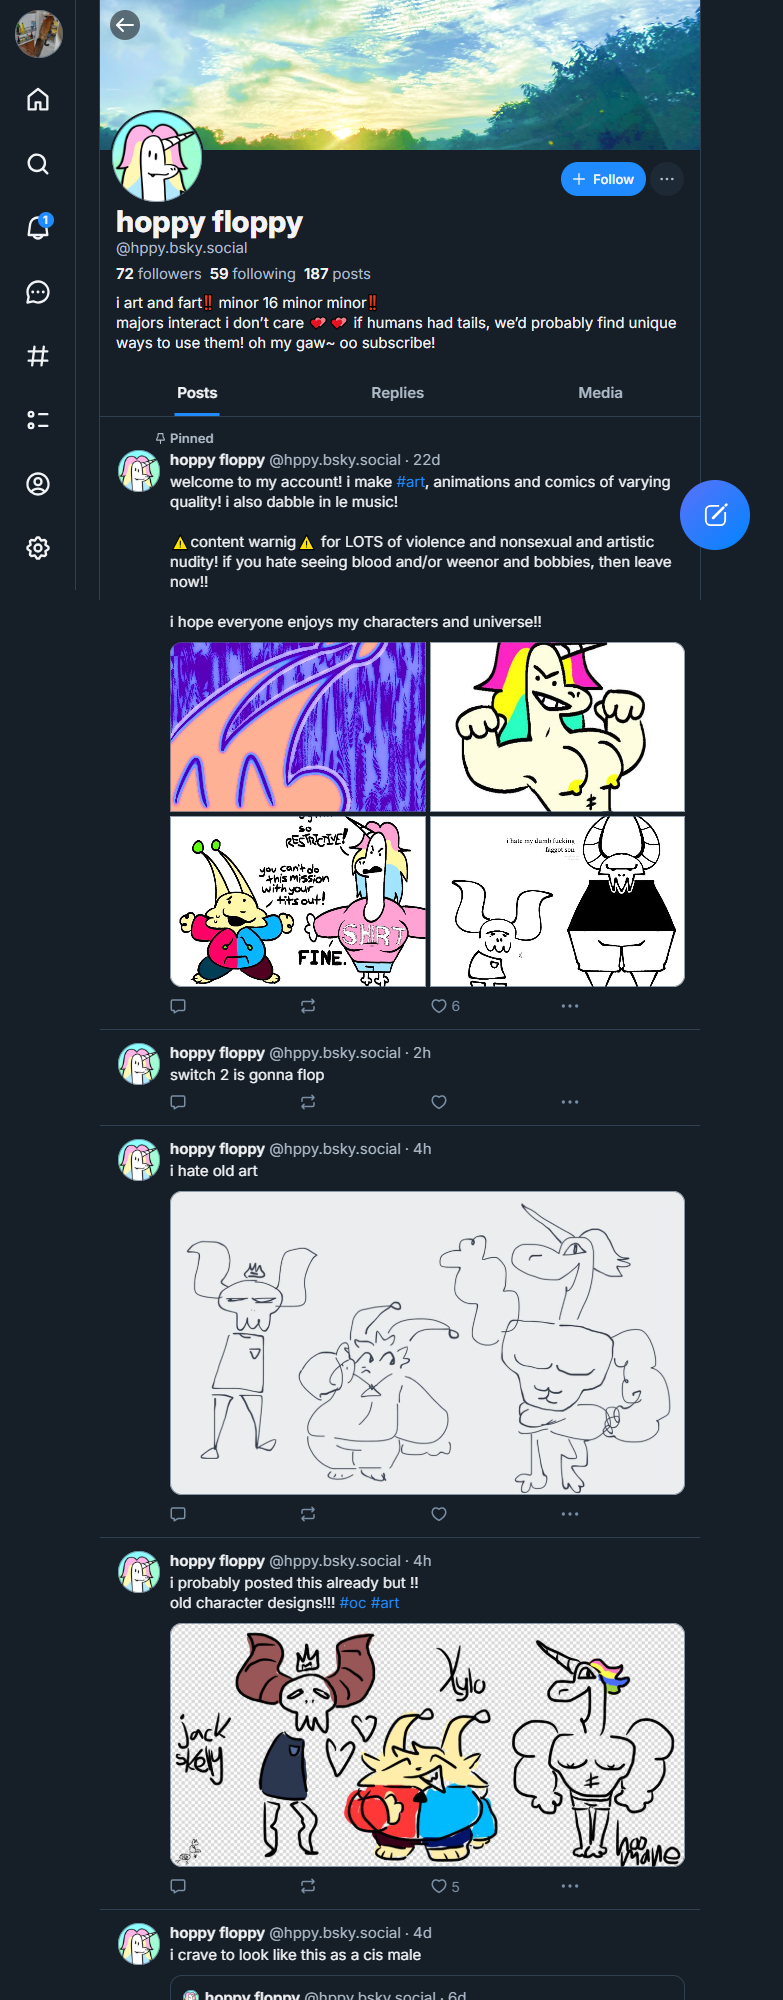 1
Follow
hoppy floppy
@hppy.bsky.social
72 followers 59 following 187 posts
i art and fart‼️ minor 16 minor minor‼️
majors interact i don’t care 💕 💕 if humans had tails, we’d probably find unique
ways to use them! oh my gaw~ oo subscribe!
Posts Replies Media
Pinned
hoppy floppy @hppy.bsky.social · 22d
welcome to my account! i make #art, animations and comics of varying
quality! i also dabble in le music!
⚠️content warnig⚠️ for LOTS of violence and nonsexual and artistic
nudity! if you hate seeing blood and/or weenor and bobbies, then leave
now!!
i hope everyone enjoys my characters and universe!!
so
RESTRICTIVE!
you can't do
this mission
with your
tits out!
SHIRT
FINE.
i hate my dumb fucking
faggot son
6
hoppy floppy @hppy.bsky.social · 2h
switch 2 is gonna flop
hoppy floppy @hppy.bsky.social · 4h
i hate old art
hoppy floppy @hppy.bsky.social · 4h
i probably posted this already but !!
old character designs!!! #oc #art
Xylo
jack
skelly
hoo
mane
5
hoppy floppy @hppy.bsky.social · 4d
i crave to look like this as a cis male
hoppy floppy @hppy.bsky.social · 6d